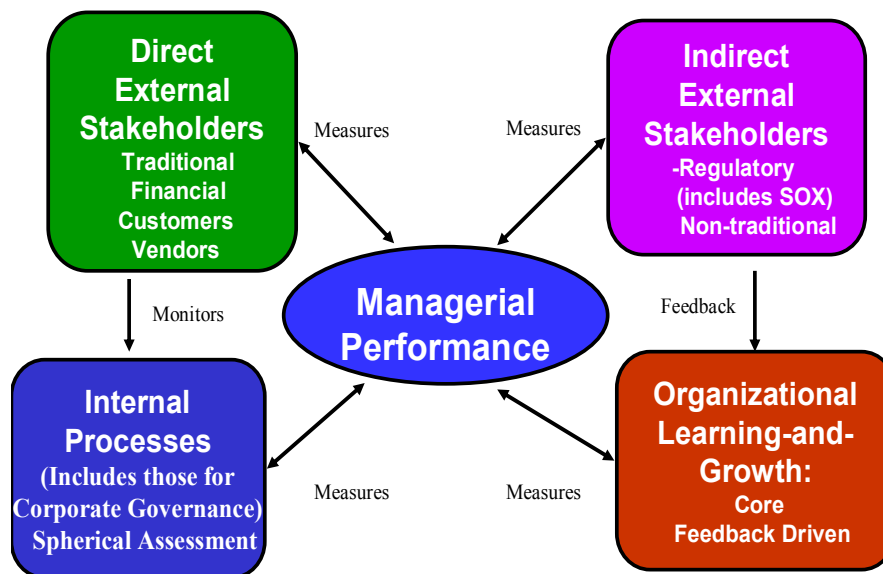 Direct
External
Stakeholders
Traditional
Financial
Customers
Vendors
Measures
Measures
Indirect
External
Stakeholders
-Regulatory
(includes SOX)
Non-traditional
Managerial
Performance
Monitors
Feedback
Internal
Processes
(Includes those for
Corporate Governance)
Spherical Assessment
Measures
Measures
Organizational
Learning-and-
Growth:
Core
Feedback Driven